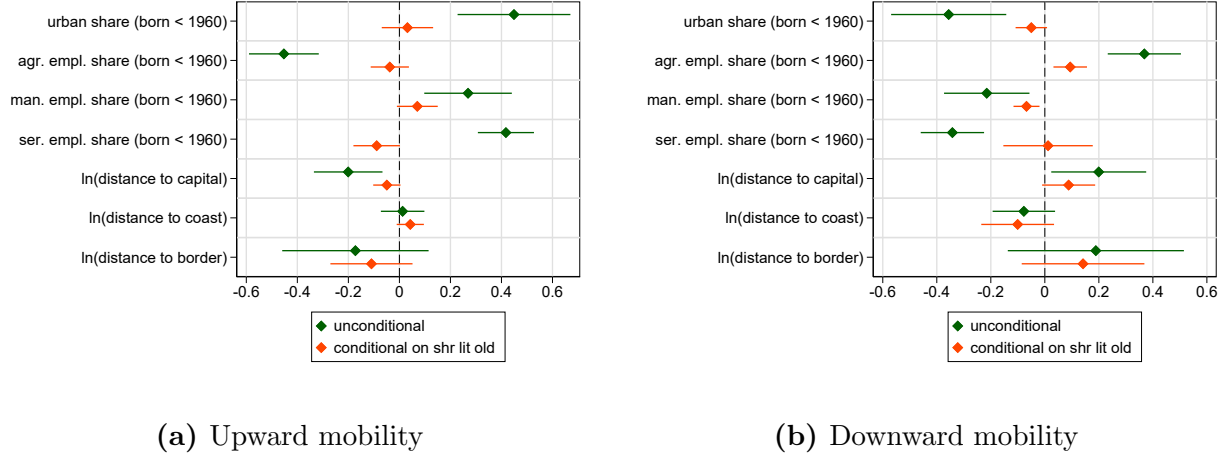 urban share (born < 1960)
agr. empl. share (born < 1960)
man. empl. share (born < 1960)
ser. empl. share (born < 1960)
ln(distance to capital)
ln(distance to coast)
ln(distance to border)
-0.6 -0.4 -0.2 0 0.2 0.4 0.6
unconditional
conditional on shr lit old
(a) Upward mobility
urban share (born < 1960)
agr. empl. share (born < 1960)
man. empl. share (born < 1960)
ser. empl. share (born < 1960)
ln(distance to capital)
ln(distance to coast)
ln(distance to border)
-0.6 -0.4 -0.2 0 0.2 0.4 0.6
unconditional
conditional on shr lit old
(b) Downward mobility